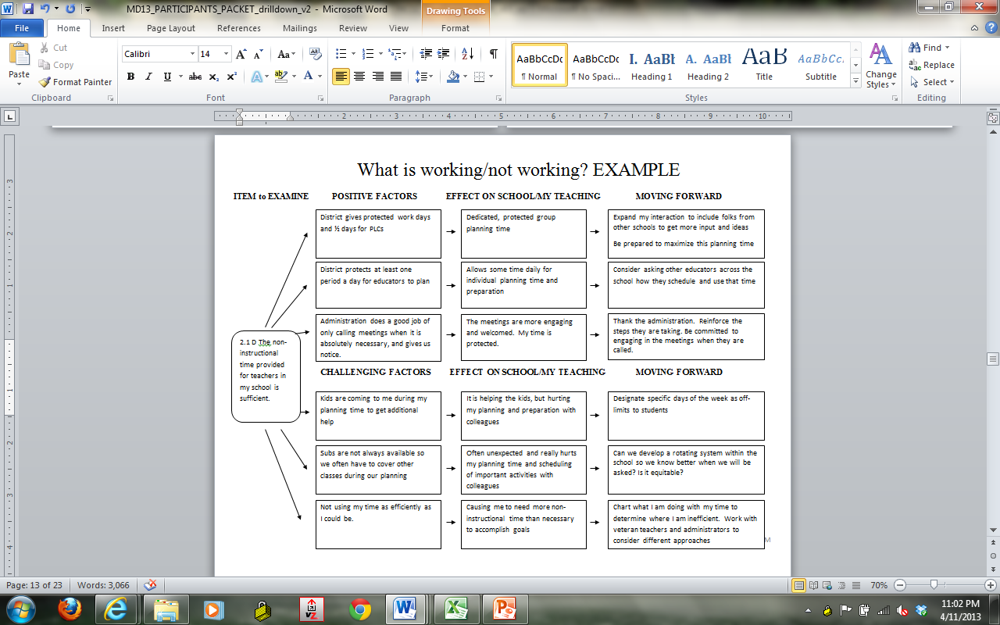 MD13_PARTICIPANTS_PACKET_drilldown_v2 - Microsoft Word
Drawing Tools
File Home Insert Page Layout References Mailings Review View Format
Paste
Cut
Copy
Format Painter
Clipboard
Calibri 14
Font
Paragraph
AaBbCcDc
¶ Normal
AaBbCcDc
¶ No Spaci...
I. AaBb
Heading 1
A. AaBb
Heading 2
AaB
Title
AaBbCc.
Subtitle
Styles
Change
Styles
Find
Replace
Select
Editing
What is working/not working? EXAMPLE
ITEM to EXAMINE POSITIVE FACTORS EFFECT ON SCHOOL/MY TEACHING MOVING FORWARD
2.1 D The non-
instructional
time provided
for teachers in
my school is
sufficient.
District gives protected work days
and ½ days for PLCs
Dedicated, protected group
planning time
Expand my interaction to include folks from
other schools to get more input and ideas
Be prepared to maximize this planning time
District protects at least one
period a day for educators to plan
Allows some time daily for
individual planning time and
preparation
Consider asking other educators across the
school how they schedule and use that time
Administration does a good job of
only calling meetings when it is
absolutely necessary, and gives us
notice.
The meetings are more engaging
and welcomed. My time is
protected.
Thank the administration. Reinforce the
steps they are taking. Be committed to
engaging in the meetings when they are
called.
CHALLENGING FACTORS EFFECT ON SCHOOL/MY TEACHING MOVING FORWARD
Kids are coming to me during my
planning time to get additional
help
It is helping the kids, but hurting
my planning and preparation with
colleagues
Designate specific days of the week as off-
limits to students
Subs are not always available so
we often have to cover other
classes during our planning
Often unexpected and really hurts
my planning time and scheduling
of important activities with
colleagues
Can we develop a rotating system within the
school so we know better when we will be
asked? Is it equitable?
Not using my time as efficiently as
I could be.
Causing me to need more non-
instructional time than necessary
to accomplish goals
Chart what I am doing with my time to
determine where I am inefficient. Work with
veteran teachers and administrators to
consider different approaches
M
Page: 13 of 23 Words: 3,066 70%
11:02 PM
4/11/2013